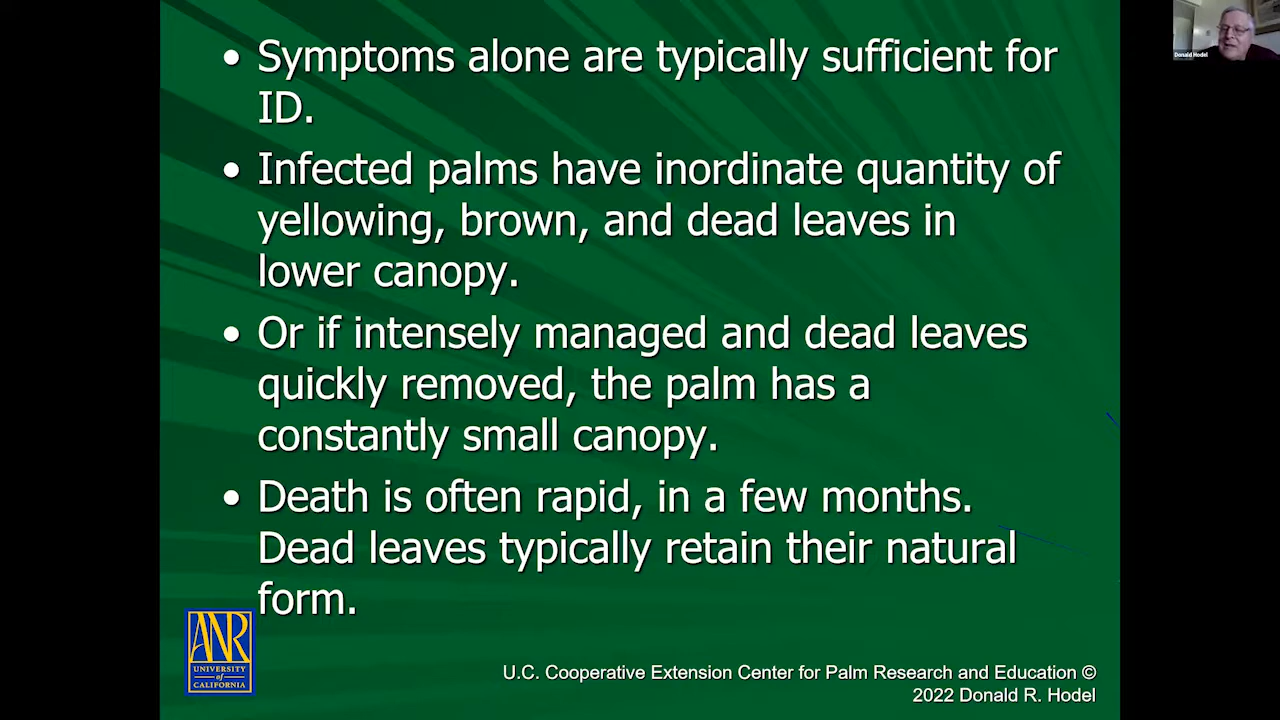 • Symptoms alone are typically sufficient for
ID.
• Infected palms have inordinate quantity of
yellowing, brown, and dead leaves in
lower canopy.
• Or if intensely managed and dead leaves
quickly removed, the palm has a
constantly small canopy.
• Death is often rapid, in a few months.
Dead leaves typically retain their natural
form.
ANR
UNIVERSITY
of
CALIFORNIA
U.C. Cooperative Extension Center for Palm Research and Education ©
2022 Donald R. Hodel
Donald Hodel